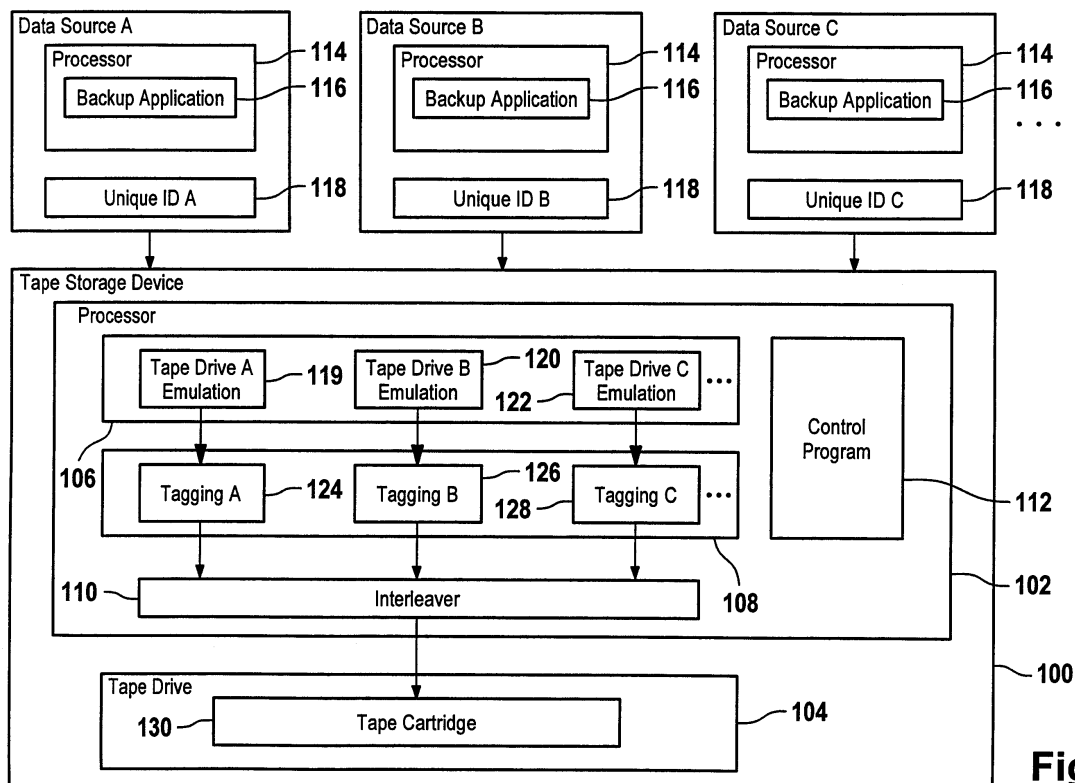 Data Source A
Processor
114
Backup Application
116
Unique ID A
118
Data Source B
Processor
114
Backup Application
116
Unique ID B
118
Data Source C
Processor
114
Backup Application
116
. . .
Unique ID C
118
Tape Storage Device
Processor
Tape Drive A
Emulation
119
Tape Drive B
Emulation
120
Tape Drive C
Emulation
122
...
106
Control
Program
112
Tagging A
124
Tagging B
126
Tagging C
128
...
108
110
Interleaver
102
100
Tape Drive
130
Tape Cartridge
104
Fig